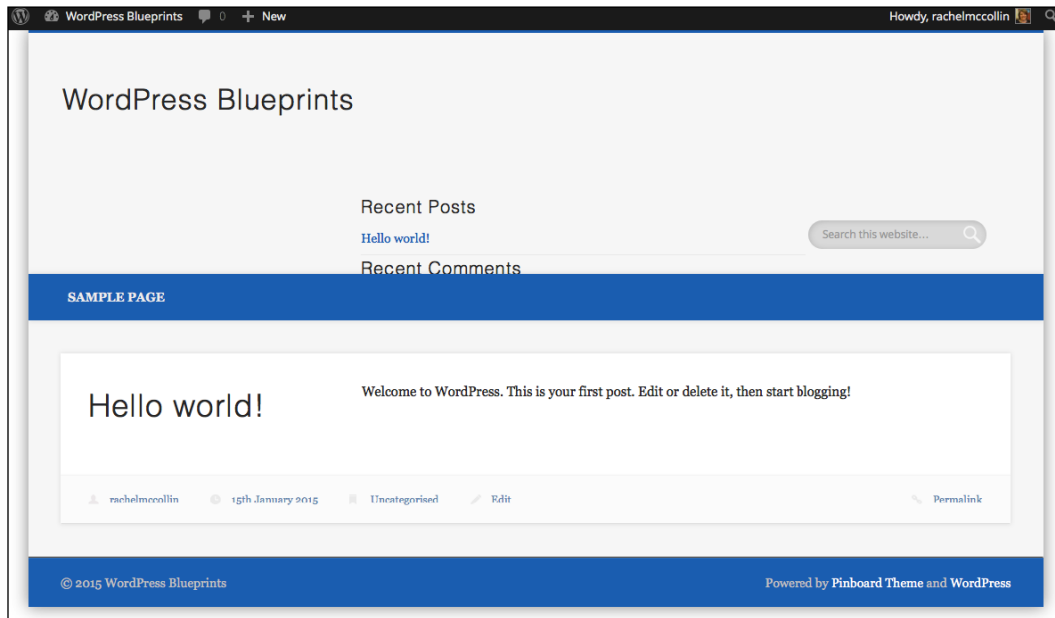 WordPress Blueprints 0 + New Howdy, rachelmccollin
WordPress Blueprints
Recent Posts
Hello world!
Search this website...
Recent Comments
SAMPLE PAGE
Hello world!
Welcome to WordPress. This is your first post. Edit or delete it, then start blogging!
rachelmccollin 15th January 2015 Uncategorised Edit Permalink
© 2015 WordPress Blueprints Powered by Pinboard Theme and WordPress